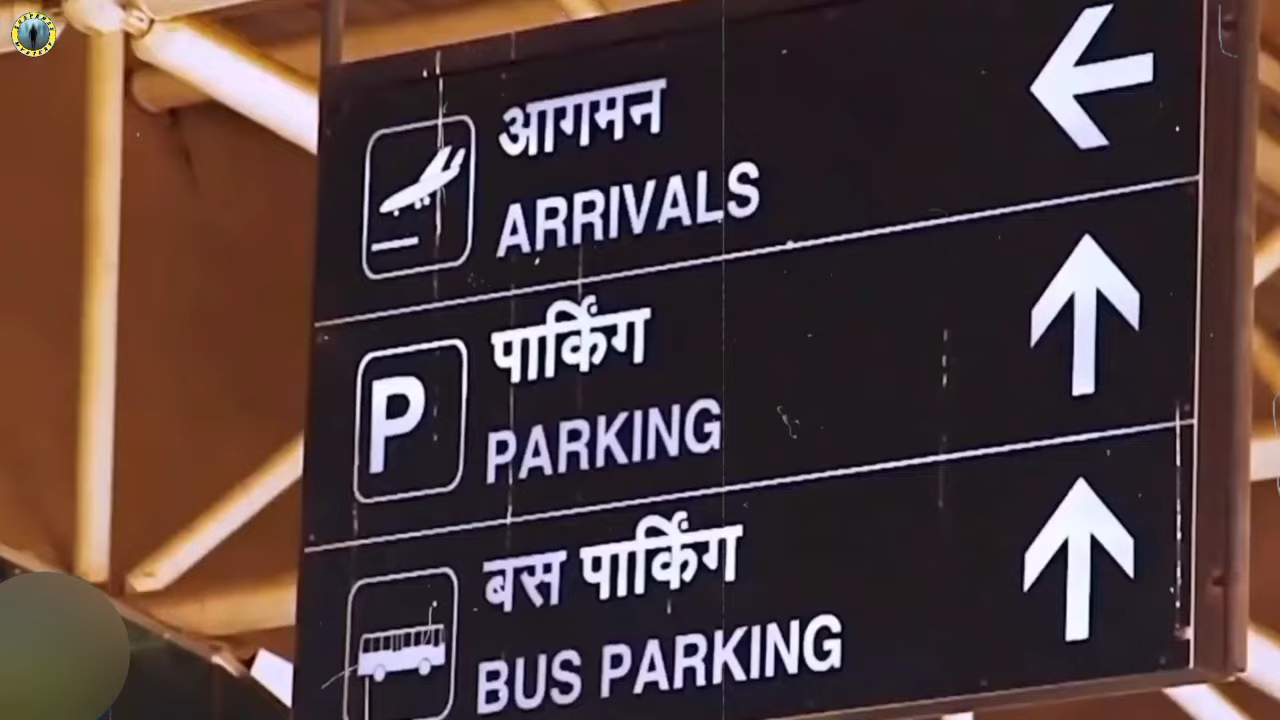 आगमन
ARRIVALS
P
पार्किंग
PARKING
बस पार्किंग
BUS PARKING